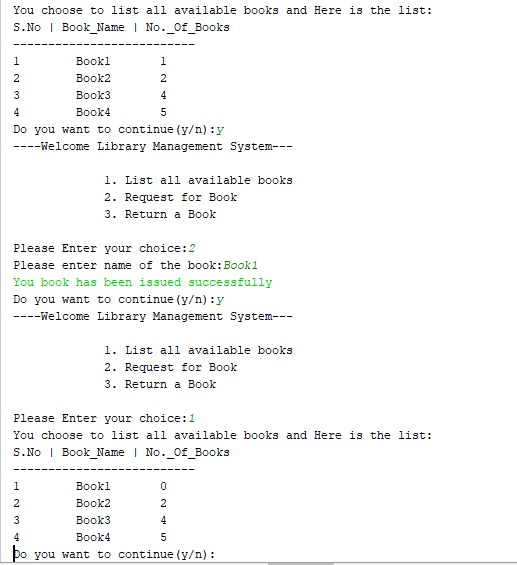 You choose to list all available books and Here is the list:
S.No | Book_Name | No._Of_Books
--------------------------
1 Book1 1
2 Book2 2
3 Book3 4
4 Book4 5
Do you want to continue(y/n):y
----Welcome Library Management System---
1. List all available books
2. Request for Book
3. Return a Book
Please Enter your choice:2
Please enter name of the book:Book1
You book has been issued successfully
Do you want to continue(y/n):y
----Welcome Library Management System---
1. List all available books
2. Request for Book
3. Return a Book
Please Enter your choice:1
You choose to list all available books and Here is the list:
S.No | Book_Name | No._Of_Books
--------------------------
1 Book1 0
2 Book2 2
3 Book3 4
4 Book4 5
Do you want to continue(y/n):